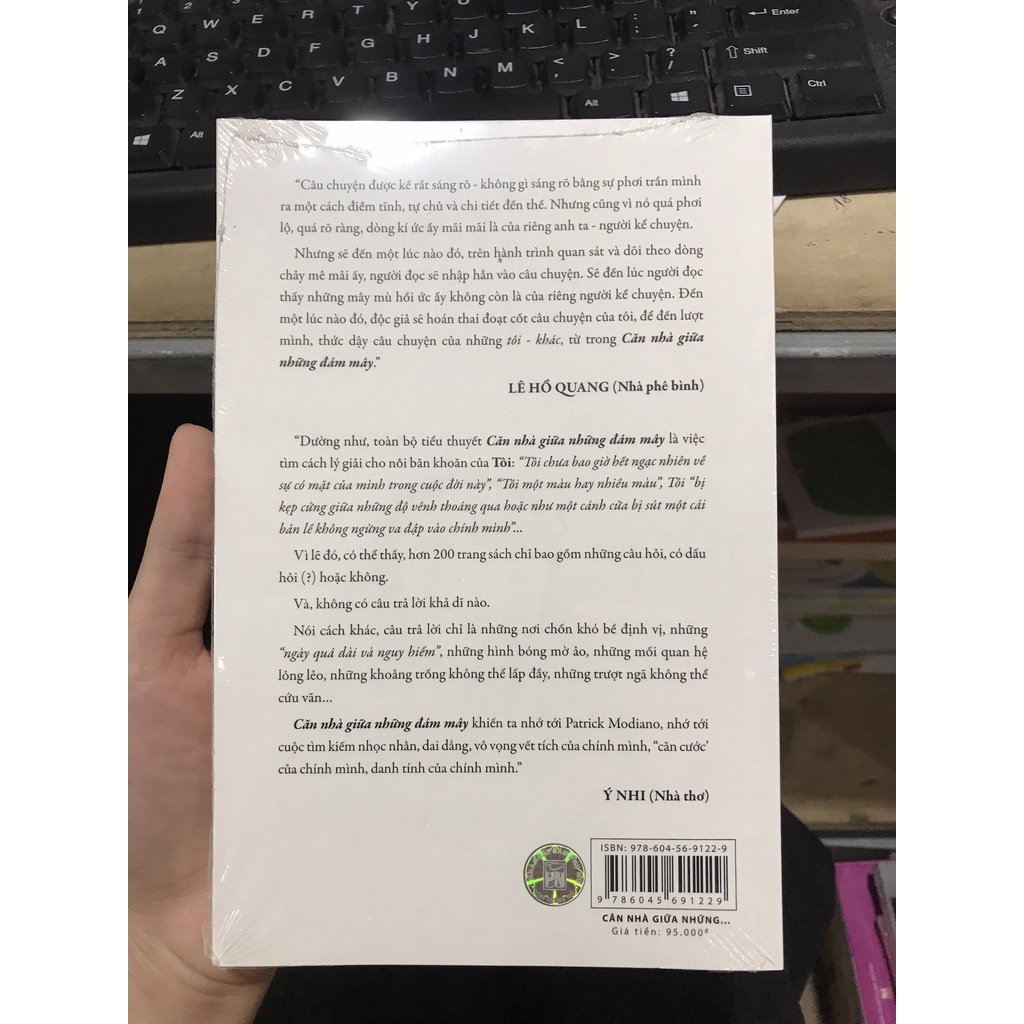 Q W E R T Y O
" '
Enter
A S D F G H J K L : ;
Z X C V B N M < , > . ? / Shift
Alt Alt Ctrl
“Câu chuyện được kể rất sáng rõ - không gì sáng rõ bằng sự phơi trần mình
ra một cách điềm tĩnh, tự chủ và chi tiết đến thế. Nhưng cũng vì nó quá phơi
lộ, quá rõ ràng, dòng kí ức ấy mãi mãi là của riêng anh ta - người kể chuyện.
Nhưng sẽ đến một lúc nào đó, trên hành trình quan sát và dõi theo dòng
chảy mê mải ấy, người đọc sẽ nhập hẳn vào câu chuyện. Sẽ đến lúc người đọc
thấy những mây mù hồi ức ấy không còn là của riêng người kể chuyện. Đến
một lúc nào đó, độc giả sẽ hoán thai đoạt cốt câu chuyện của tôi, để đến lượt
mình, thức dậy câu chuyện của những tôi - khác, từ trong Căn nhà giữa
những đám mây.”
LÊ HỒ QUANG (Nhà phê bình)
“Dường như, toàn bộ tiểu thuyết Căn nhà giữa những đám mây là việc
tìm cách lý giải cho nỗi băn khoăn của Tôi: “Tôi chưa bao giờ hết ngạc nhiên về
sự có mặt của mình trong cuộc đời này”, “Tôi một màu hay nhiều màu”, Tôi “bị
kẹp cứng giữa những độ vênh thoáng qua hoặc như một cánh cửa bị sút một cái
bản lề không ngừng va đập vào chính mình”...
Vì lẽ đó, có thể thấy, hơn 200 trang sách chỉ bao gồm những câu hỏi, có dấu
hỏi (?) hoặc không.
Và, không có câu trả lời khả dĩ nào.
Nói cách khác, câu trả lời chỉ là những nơi chốn khó bề định vị, những
“ngày quá dài và nguy hiểm”, những hình bóng mờ ảo, những mối quan hệ
lỏng lẻo, những khoảng trống không thể lấp đầy, những trượt ngã không thể
cứu vãn...
Căn nhà giữa những đám mây khiến ta nhớ tới Patrick Modiano, nhớ tới
cuộc tìm kiếm nhọc nhằn, dai dẳng, vô vọng vết tích của chính mình, “căn cước’
của chính mình, danh tính của chính mình.”
Ý NHI (Nhà thơ)
ISBN: 978-604-56-9122-9
PN
9 786045 691229
CĂN NHÀ GIỮA NHỮNG...
Giá tiền: 95.000đ